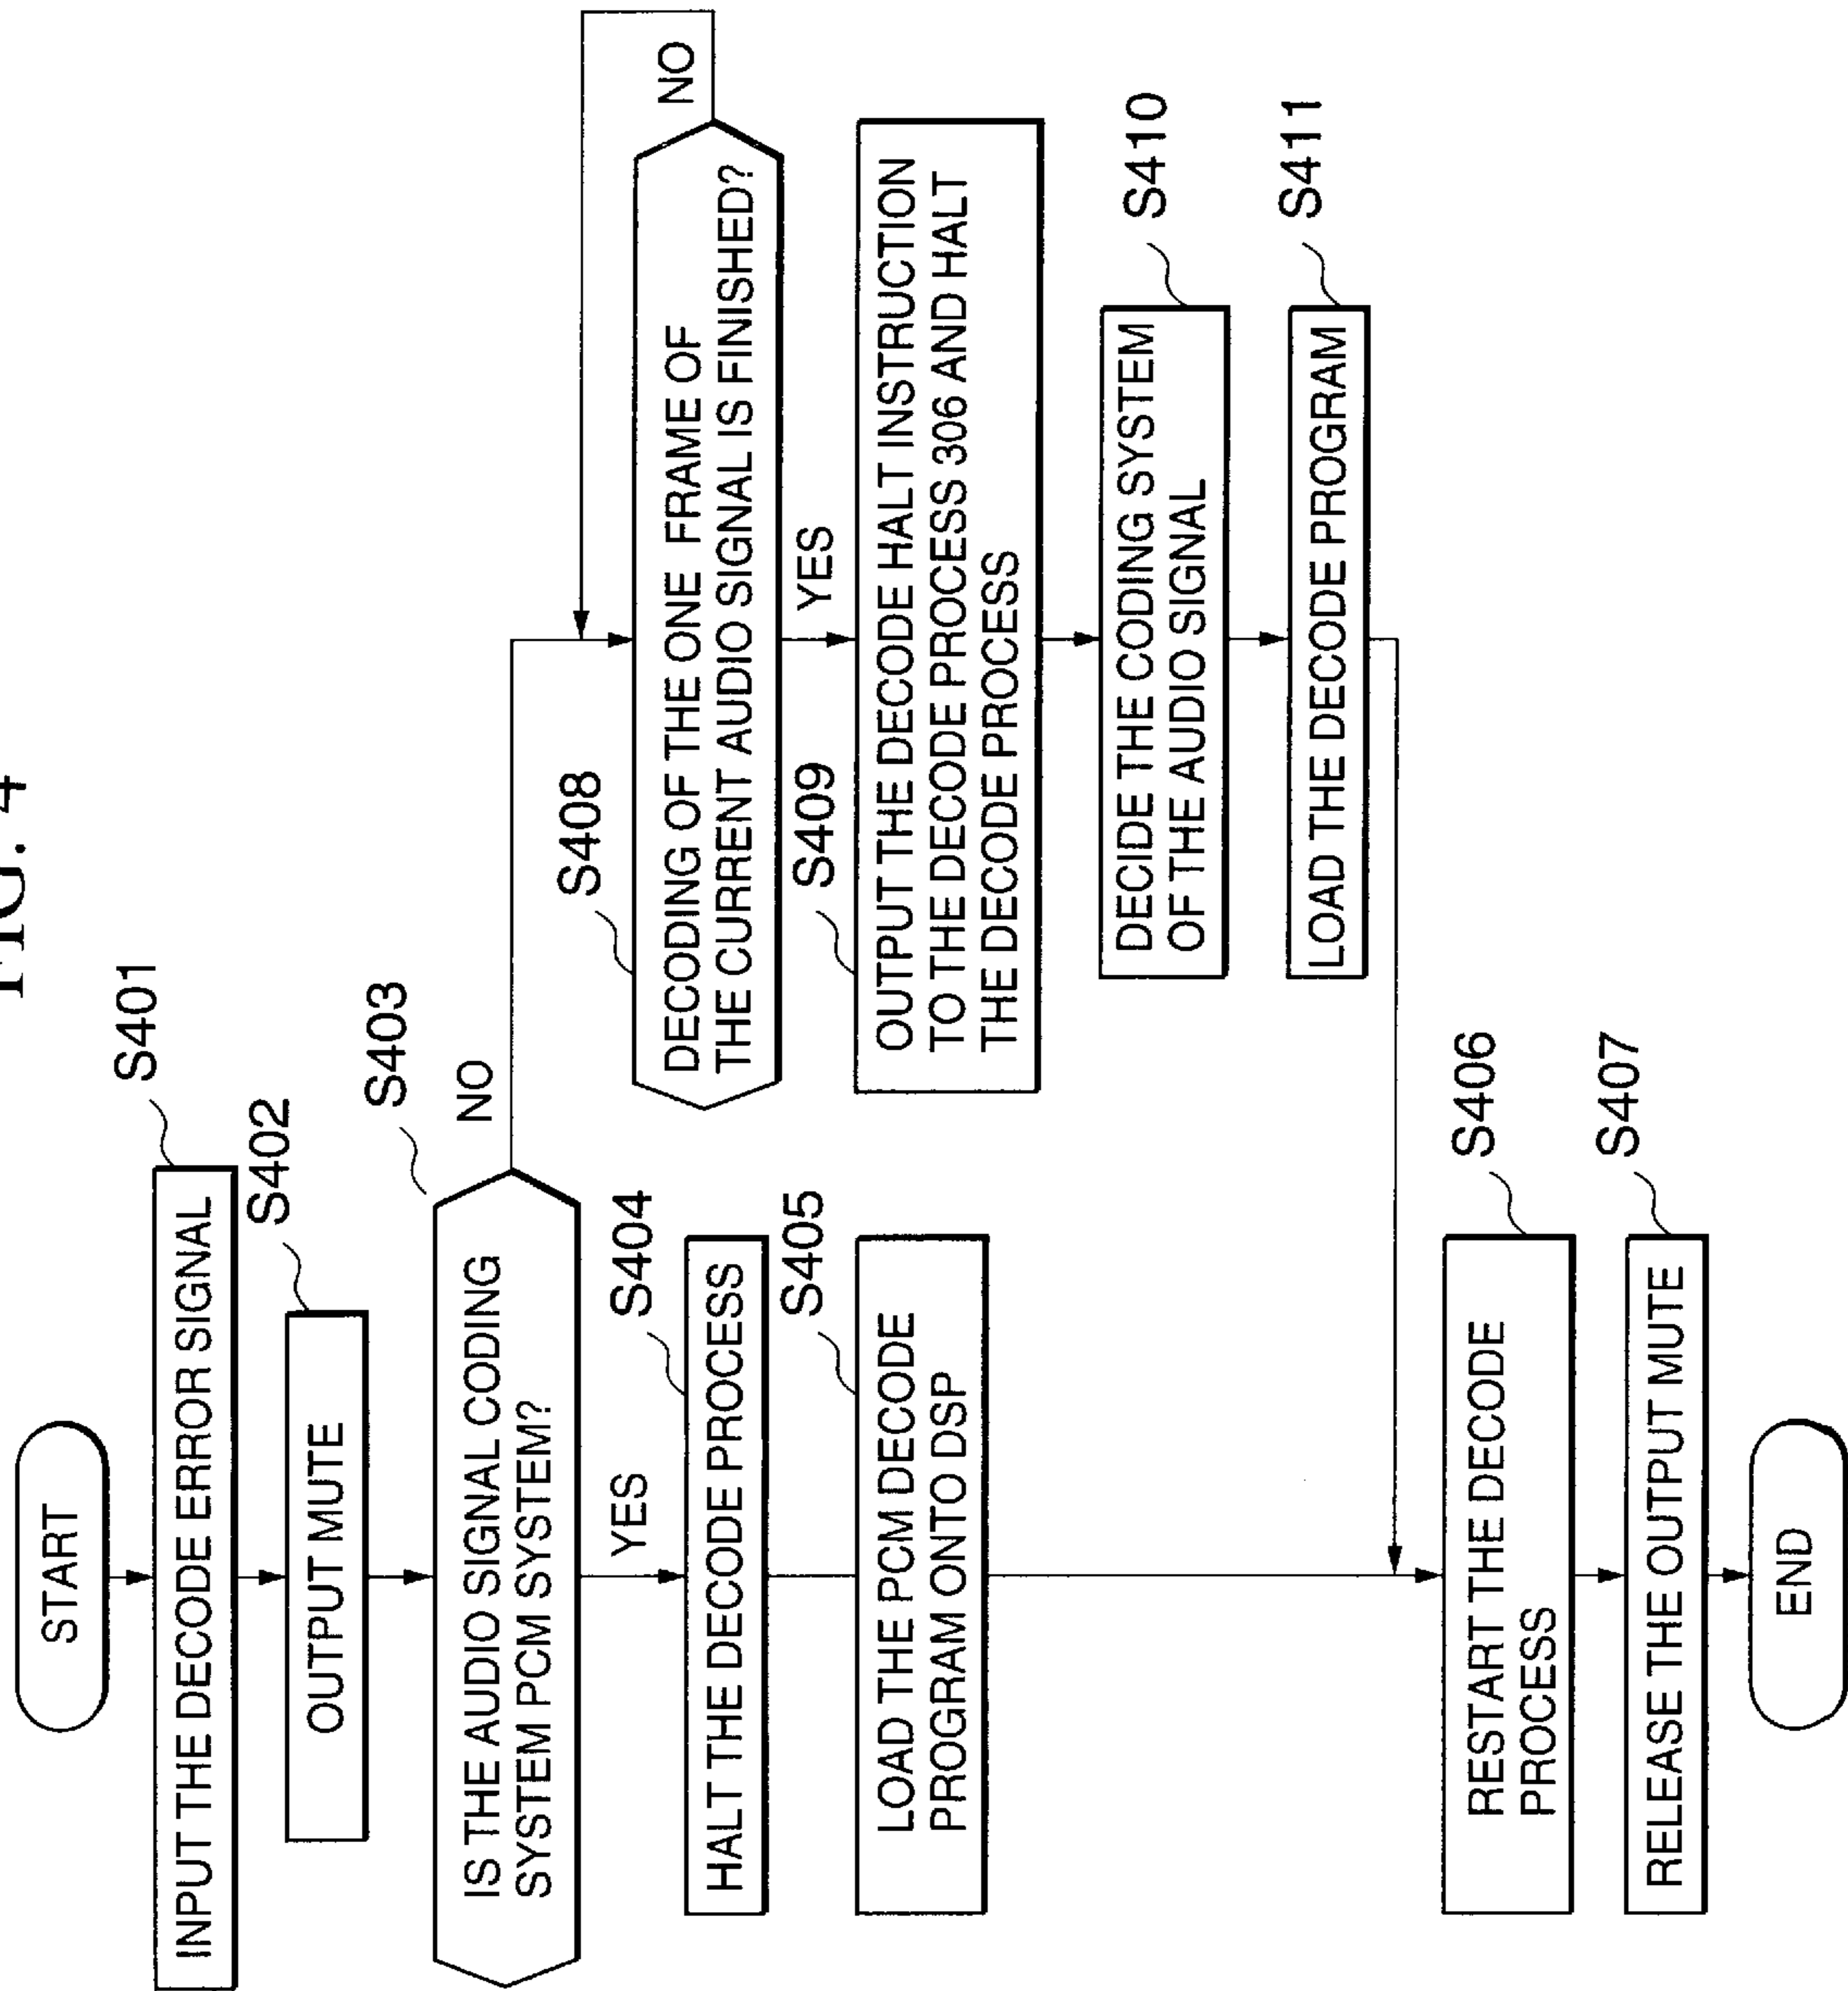 FIG. 4
START
S401
INPUT THE DECODE ERROR SIGNAL
S402
OUTPUT MUTE
S403
IS THE AUDIO SIGNAL CODING
SYSTEM PCM SYSTEM?
NO
YES
S404
HALT THE DECODE PROCESS
S405
LOAD THE PCM DECODE
PROGRAM ONTO DSP
S408
DECODING OF THE ONE FRAME OF
THE CURRENT AUDIO SIGNAL IS FINISHED?
NO
YES
S409
OUTPUT THE DECODE HALT INSTRUCTION
TO THE DECODE PROCESS 306 AND HALT
THE DECODE PROCESS
S410
DECIDE THE CODING SYSTEM
OF THE AUDIO SIGNAL
S411
LOAD THE DECODE PROGRAM
S406
RESTART THE DECODE
PROCESS
S407
RELEASE THE OUTPUT MUTE
END